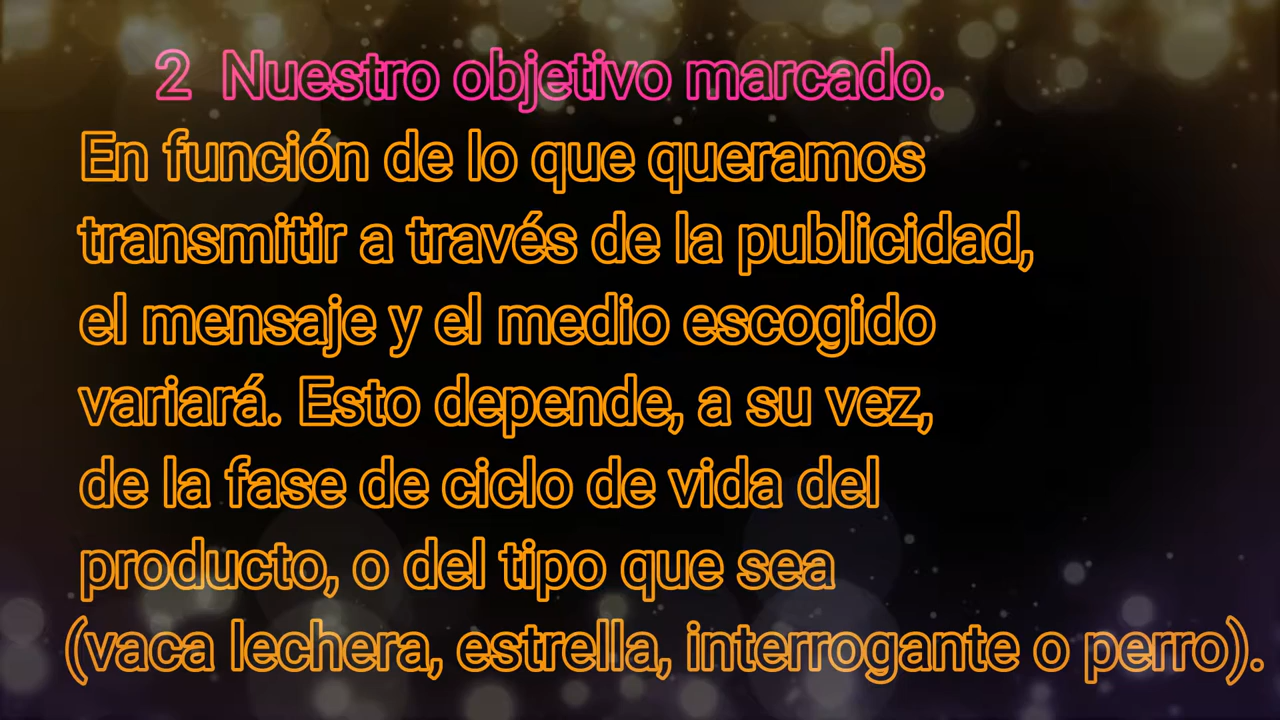 2 Nuestro objetivo marcado.
En función de lo que queramos
transmitir a través de la publicidad,
el mensaje y el medio escogido
variará. Esto depende, a su vez,
de la fase de ciclo de vida del
producto, o del tipo que sea
(vaca lechera, estrella, interrogante o perro).